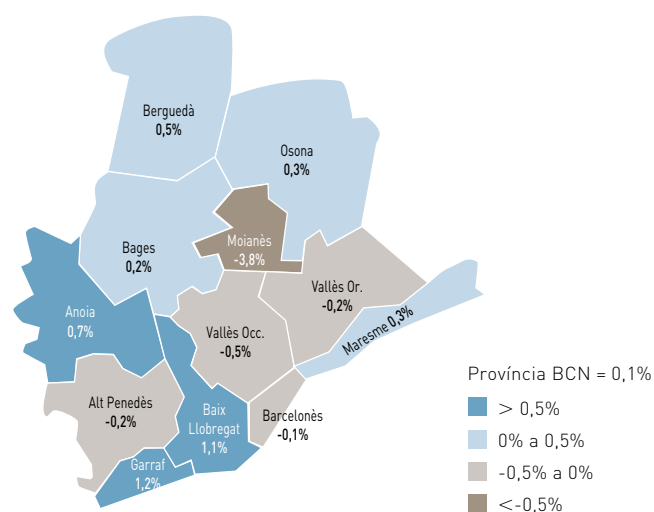 Berguedà
0,5%
Osona
0,3%
Moianès
-3,8%
Bages
0,2%
Vallès Or.
-0,2%
Anoia
0,7%
Maresme 0,3%
Vallès Occ.
-0,5%
Alt Penedès
-0,2%
Baix
Llobregat
1,1%
Barcelonès
-0,1%
Garraf
1,2%
Província BCN = 0,1%
> 0,5%
0% a 0,5%
-0,5% a 0%
<-0,5%